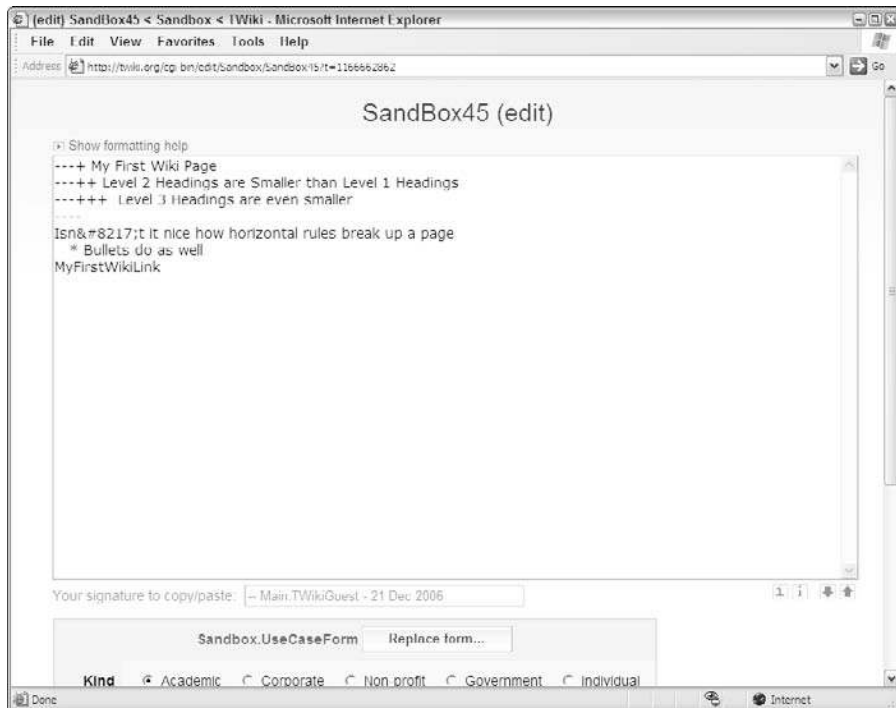 (edit) SandBox45 < Sandbox < TWiki - Microsoft Internet Explorer
File Edit View Favorites Tools Help
Address http://twiki.org/cgi-bin/edit/Sandbox/SandBox45?t=1166662862 Go
SandBox45 (edit)
Show formatting help
---+ My First Wiki Page
---++ Level 2 Headings are Smaller than Level 1 Headings
---+++ Level 3 Headings are even smaller
----
Isn&#8217;t it nice how horizontal rules break up a page
* Bullets do as well
MyFirstWikiLink
Your signature to copy/paste: -- Main.TWikiGuest - 21 Dec 2006
Sandbox.UseCaseForm Replace form...
Kind Academic Corporate Non profit Government Individual
Done Internet